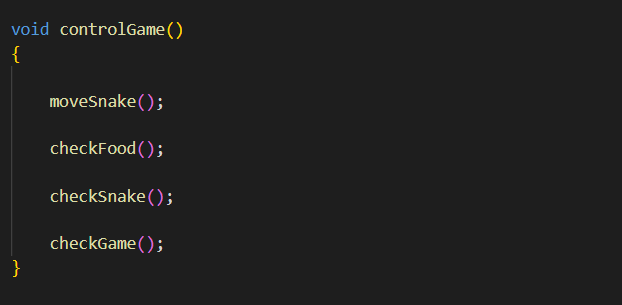 void controlGame()
{
moveSnake();
checkFood();
checkSnake();
checkGame();
}